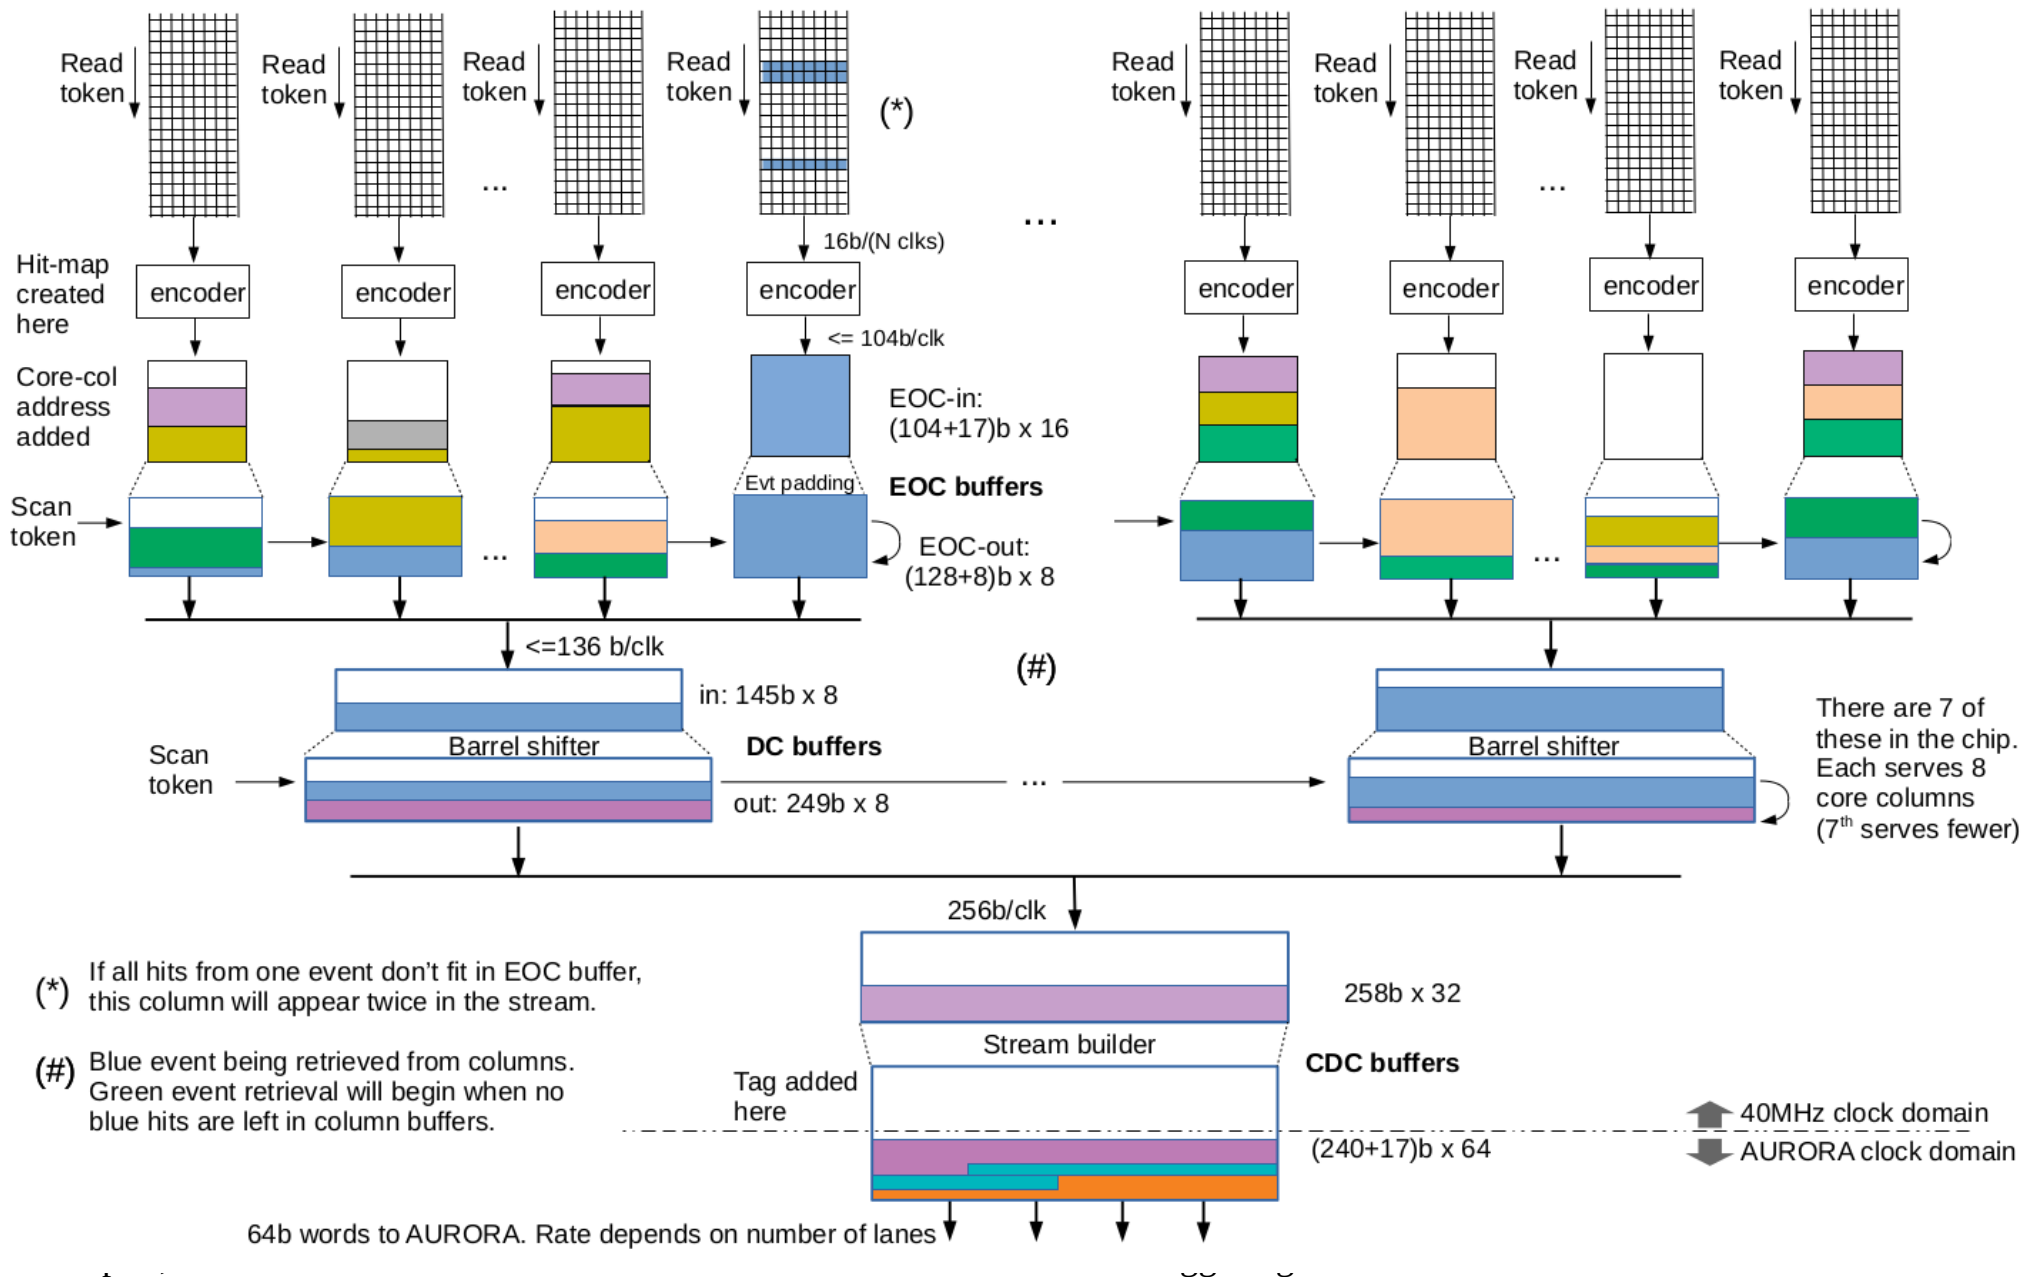 Read
token
Read
token
Read
token
Read
token
(*)
Read
token
Read
token
Read
token
Read
token
...
...
...
16b/(N clks)
Hit-map
created
here
encoder
encoder
encoder
encoder
encoder
encoder
encoder
encoder
<= 104b/clk
Core-col
address
added
EOC-in:
(104+17)b x 16
Evt padding
EOC buffers
Scan
token
...
EOC-out:
(128+8)b x 8
...
<=136 b/clk
(#)
in: 145b x 8
Barrel shifter
DC buffers
Barrel shifter
Scan
token
...
out: 249b x 8
There are 7 of
these in the chip.
Each serves 8
core columns
(7th serves fewer)
256b/clk
(*) If all hits from one event don't fit in EOC buffer,
this column will appear twice in the stream.
258b x 32
Stream builder
(#) Blue event being retrieved from columns.
Green event retrieval will begin when no
blue hits are left in column buffers.
CDC buffers
Tag added
here
40MHz clock domain
(240+17)b x 64
AURORA clock domain
64b words to AURORA. Rate depends on number of lanes